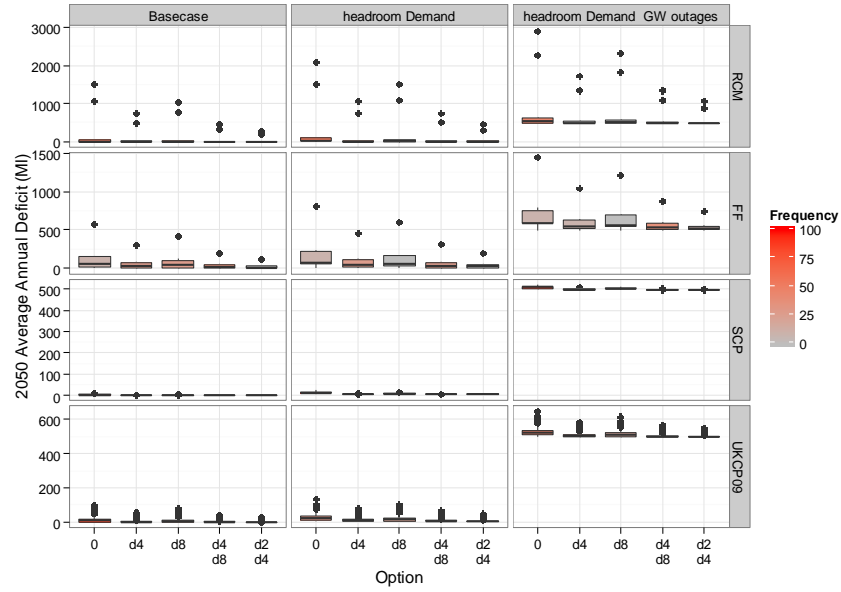 Basecase
headroom Demand
headroom Demand GW outages
3000
2000
1000
0
RCM
1500
1000
500
0
FF
500
400
300
200
100
0
SCP
600
400
200
0
UKCP09
2050 Average Annual Deficit (Ml)
0 d4 d8 d4 d2
d8 d4
0 d4 d8 d4 d2
d8 d4
0 d4 d8 d4 d2
d8 d4
Option
Frequency
100
75
50
25
0